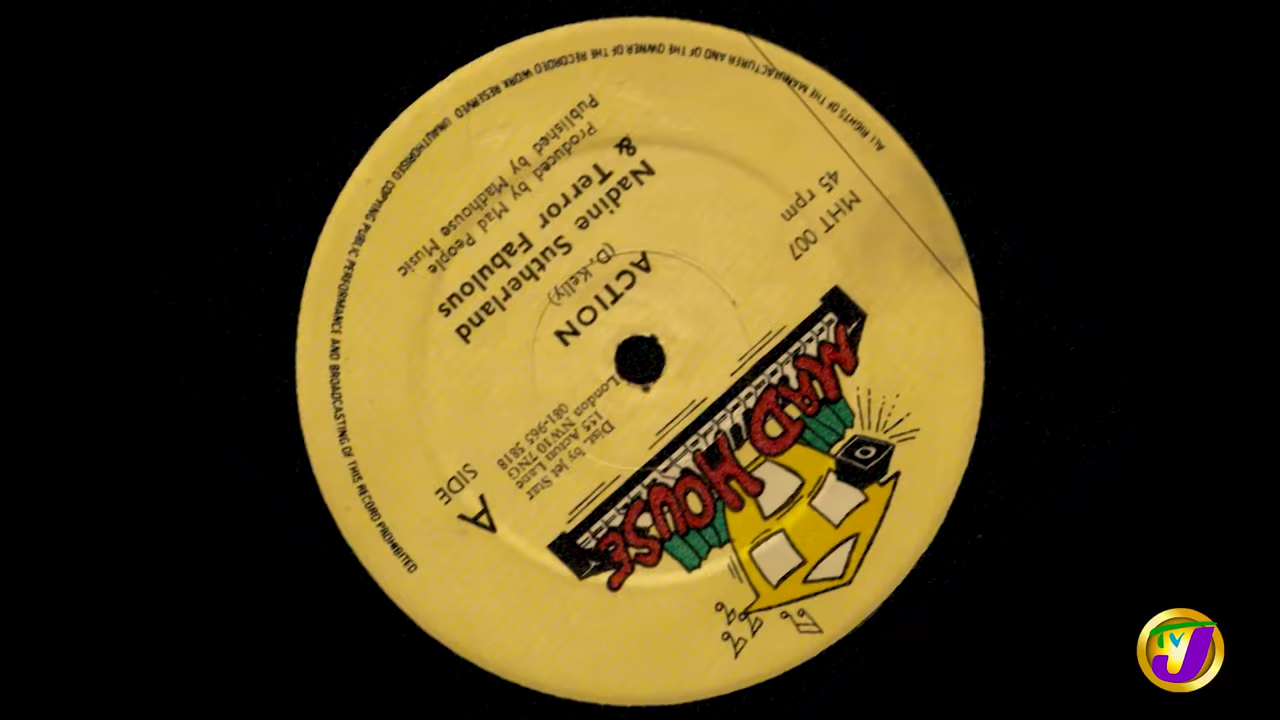 MAD HOUSE
MHT 007
45 rpm
A
SIDE
Dist. by Jet Star
155 Acton Lane
London NW10 7NG
081-965 5818
ACTION
(D. Kelly)
Nadine Sutherland
& Terror Fabulous
Produced by Mad People
Published by Madhouse Music
ALL RIGHTS OF THE MANUFACTURER AND OF THE OWNER OF THE RECORDED WORK RESERVED UNAUTHORISED COPYING PUBLIC PERFORMANCE AND BROADCASTING OF THIS RECORD PROHIBITED
TVJ